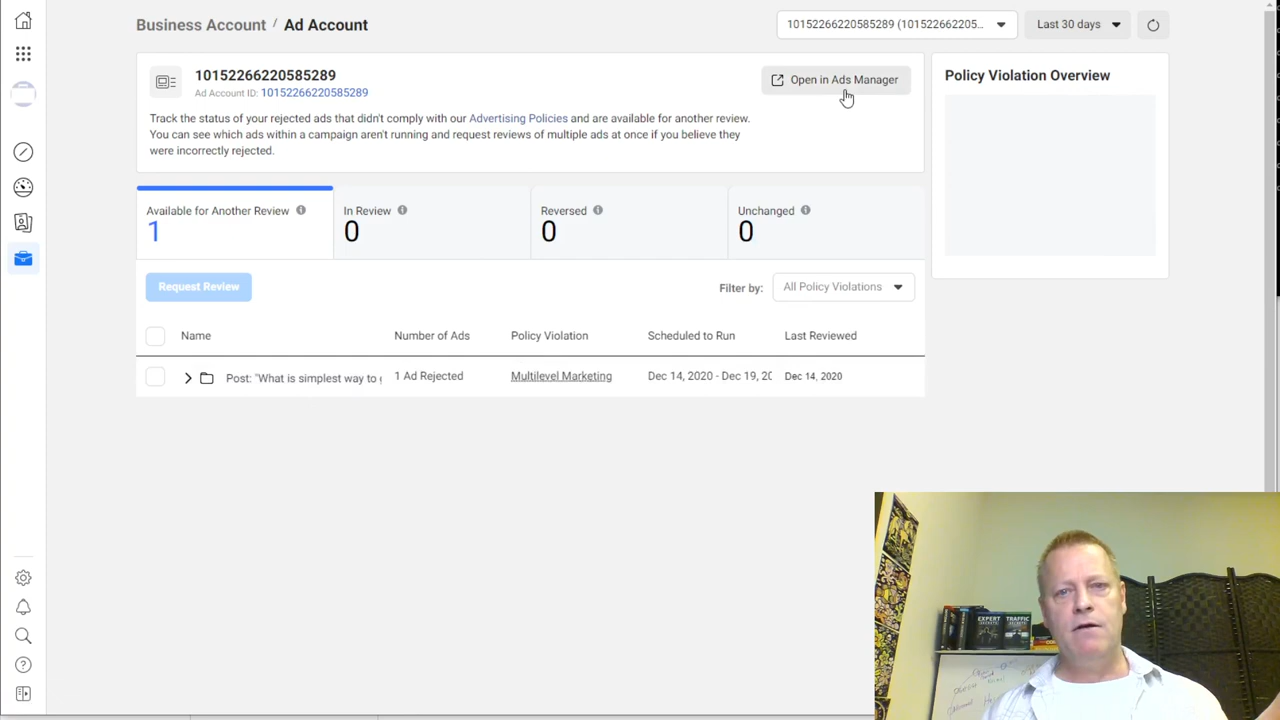 Business Account / Ad Account
10152266220585289 (10152266205...
Last 30 days
10152266220585289
Ad Account ID: 10152266220585289
Open in Ads Manager
Policy Violation Overview
Track the status of your rejected ads that didn't comply with our Advertising Policies and are available for another review.
You can see which ads within a campaign aren't running and request reviews of multiple ads at once if you believe they
were incorrectly rejected.
Available for Another Review
1
In Review
0
Reversed
0
Unchanged
0
Request Review
Filter by:
All Policy Violations
Name
Number of Ads
Policy Violation
Scheduled to Run
Last Reviewed
Post: "What is simplest way to
1 Ad Rejected
Multilevel Marketing
Dec 14, 2020 - Dec 19, 20
Dec 14, 2020
EXPERT
SECRETS
TRAFFIC
SECRETS